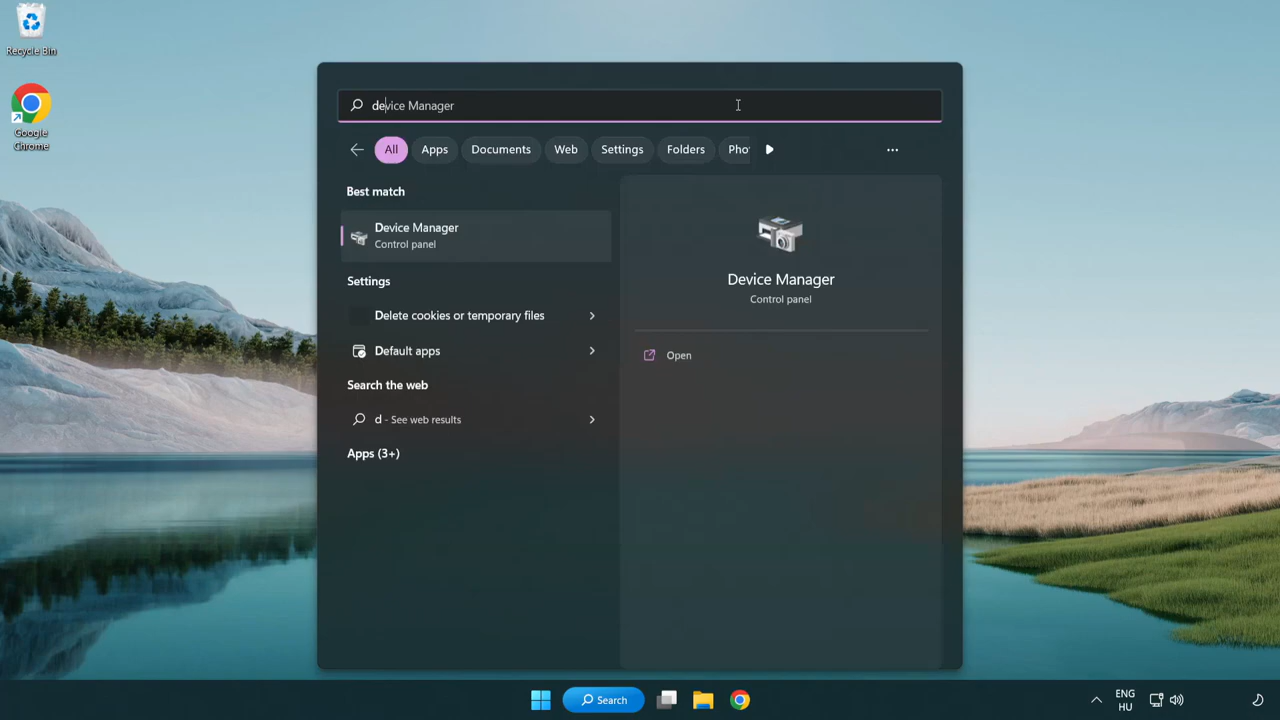 Recycle Bin
Google
Chrome
device Manager
All
Apps
Documents
Web
Settings
Folders
Pho
Best match
Device Manager
Control panel
Settings
Delete cookies or temporary files
Default apps
Search the web
d - See web results
Apps (3+)
Device Manager
Control panel
Open
Search
ENG
HU